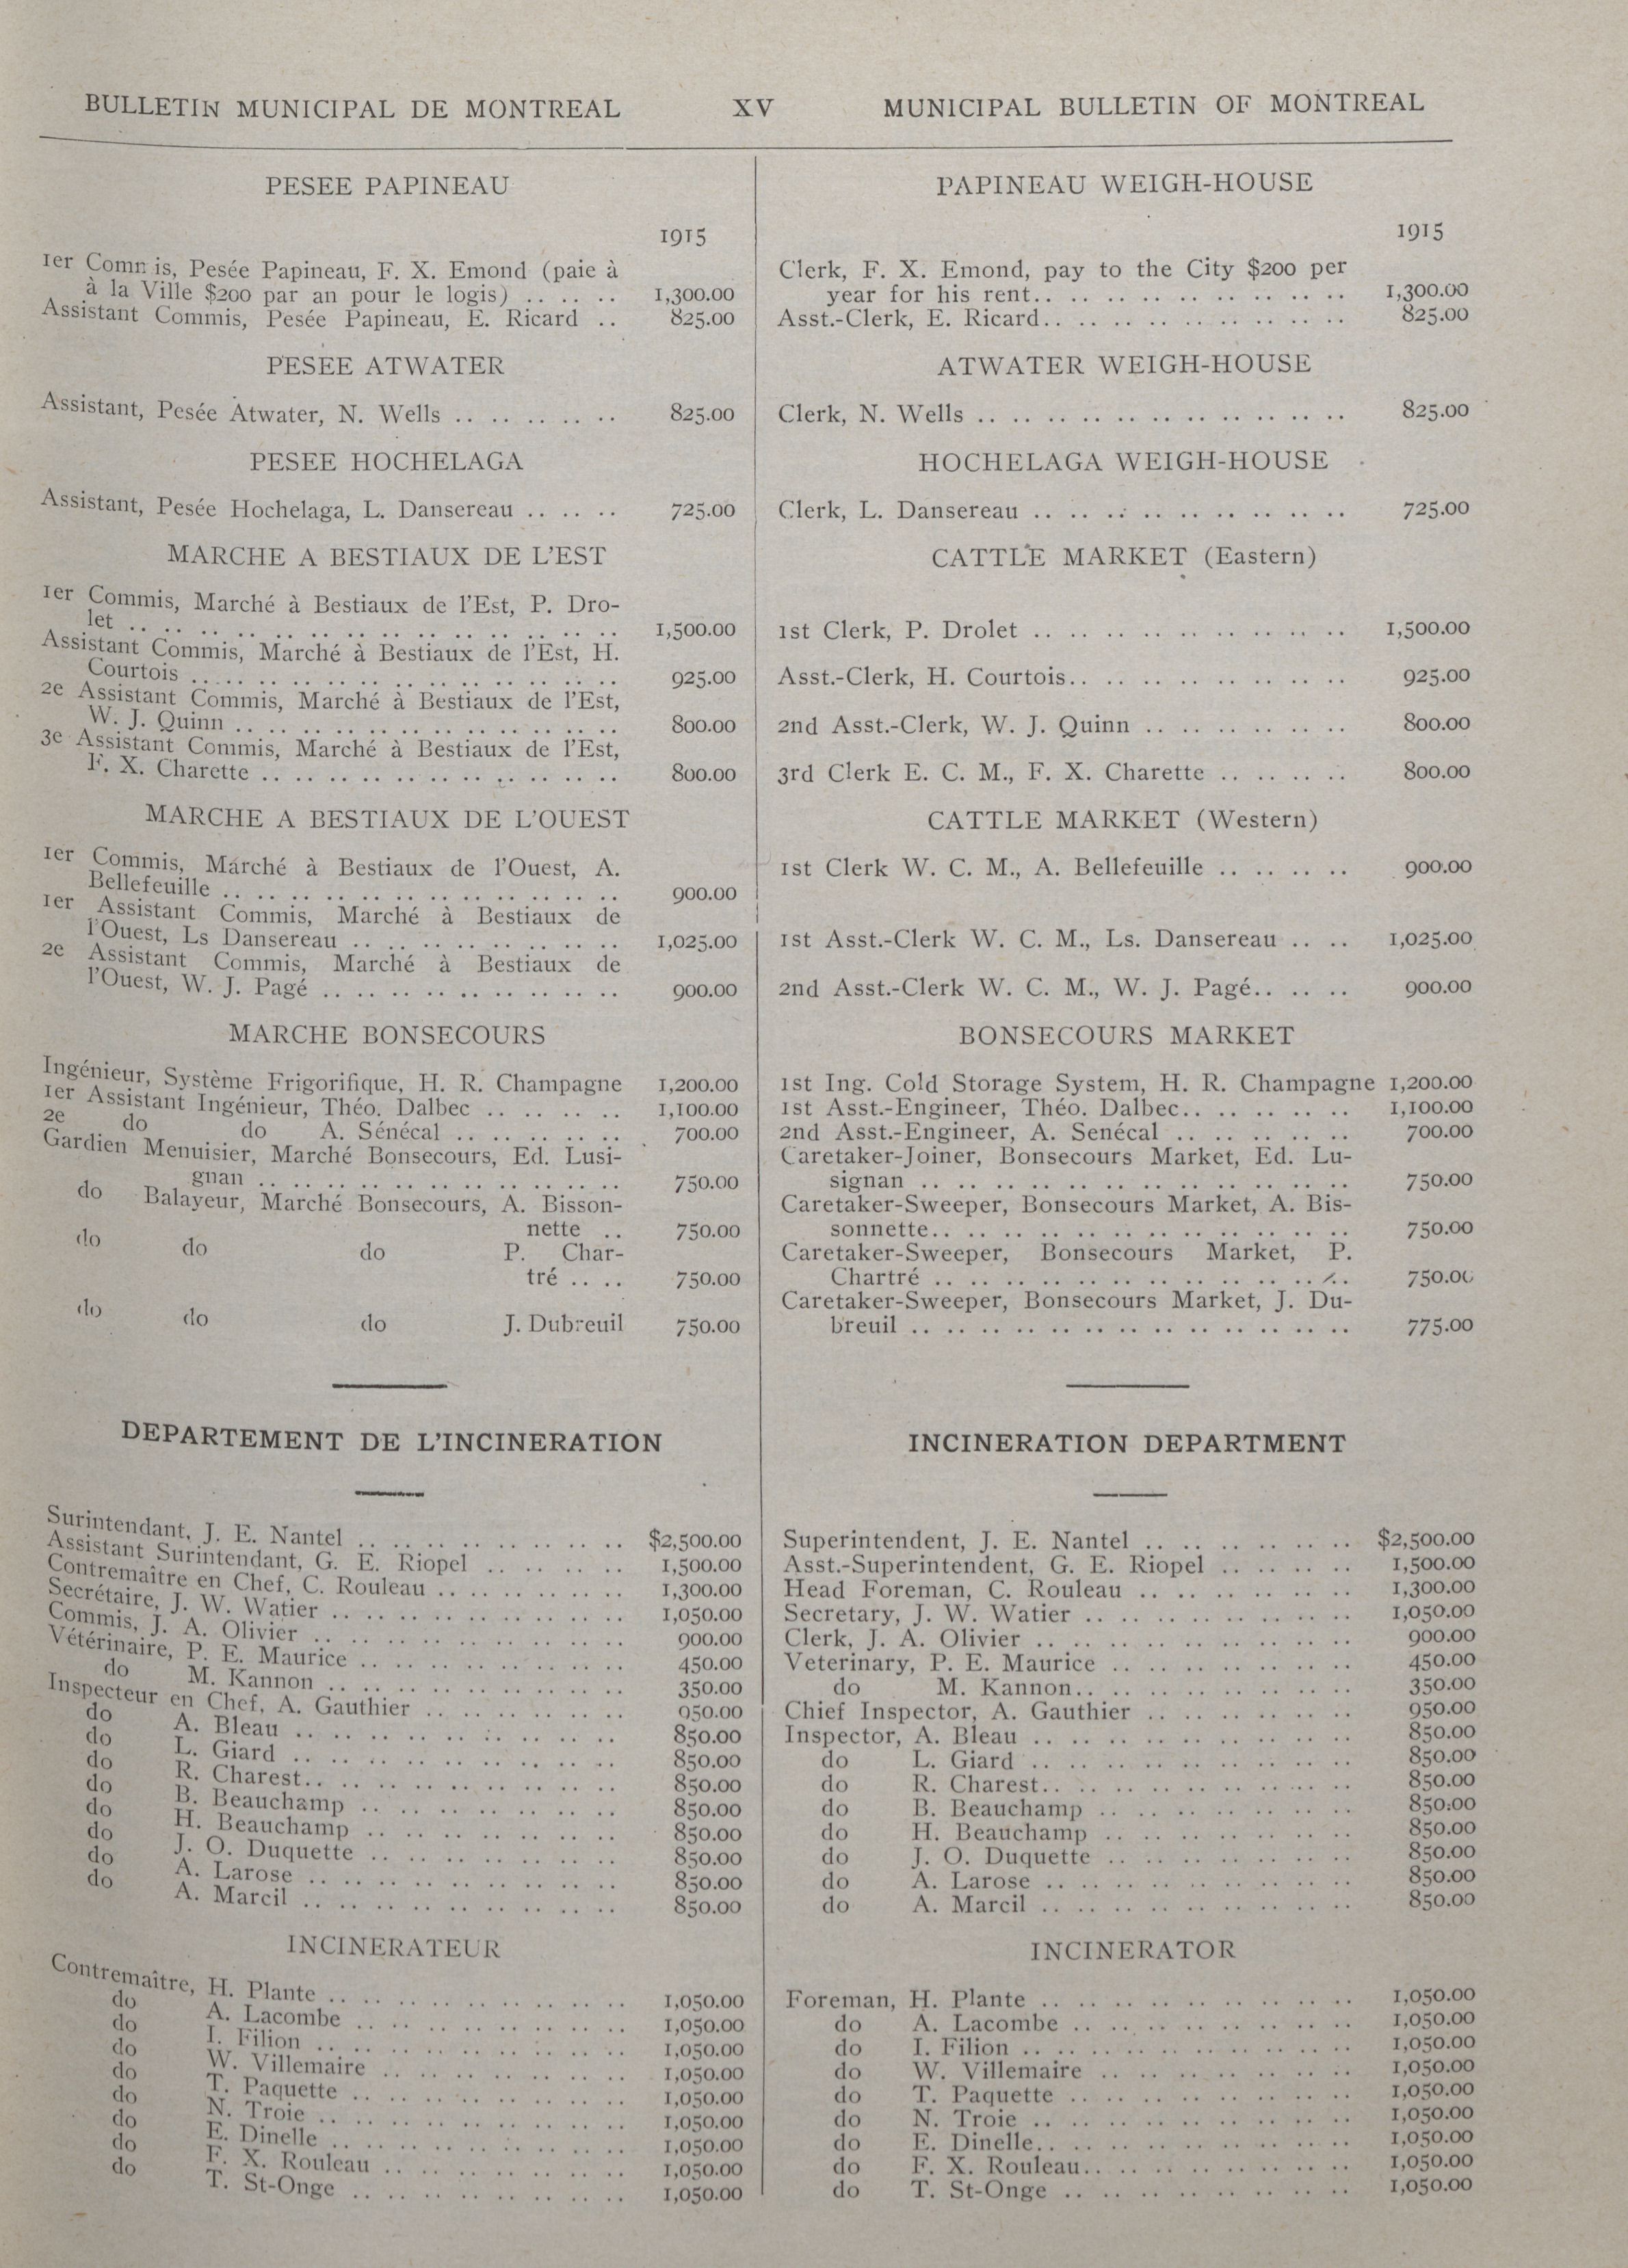 BULLETIN MUNICIPAL DE MONTREAL XV MUNICIPAL BULLETIN OF MONTREAL
PESEE PAPINEAU
1915
1er Commis, Pesée Papineau, F. X. Emond (paie à
à la Ville $200 par an pour le logis) .. .. .. 1,300.00
Assistant Commis, Pesée Papineau, E. Ricard .. 825.00
PESEE ATWATER
Assistant, Pesée Atwater, N. Wells .. .. .. .. .. 825.00
PESEE HOCHELAGA
Assistant, Pesée Hochelaga, L. Dansereau .. .. .. 725.00
MARCHE A BESTIAUX DE L'EST
1er Commis, Marché à Bestiaux de l'Est, P. Dro-
let .. .. .. .. .. .. .. .. .. .. .. .. .. .. 1,500.00
Assistant Commis, Marché à Bestiaux de l'Est, H.
Courtois .. .. .. .. .. .. .. .. .. .. .. .. 925.00
2e Assistant Commis, Marché à Bestiaux de l'Est,
W. J. Quinn .. .. .. .. .. .. .. .. .. .. .. 800.00
3e Assistant Commis, Marché à Bestiaux de l'Est,
F. X. Charette .. .. .. .. .. .. .. .. .. .. .. 800.00
MARCHE A BESTIAUX DE L'OUEST
1er Commis, Marché à Bestiaux de l'Ouest, A.
Bellefeuille .. .. .. .. .. .. .. .. .. .. .. .. 900.00
1er Assistant Commis, Marché à Bestiaux de
l'Ouest, Ls Dansereau .. .. .. .. .. .. .. .. 1,025.00
2e Assistant Commis, Marché à Bestiaux de
l'Ouest, W. J. Pagé .. .. .. .. .. .. .. .. .. 900.00
MARCHE BONSECOURS
Ingénieur, Système Frigorifique, H. R. Champagne 1,200.00
1er Assistant Ingénieur, Théo. Dalbec .. .. .. .. 1,100.00
2e do do A. Sénécal .. .. .. .. .. 700.00
Gardien Menuisier, Marché Bonsecours, Ed. Lusi-
gnan .. .. .. .. .. .. .. .. .. .. .. 750.00
do Balayeur, Marché Bonsecours, A. Bisson-
nette .. 750.00
do do do P. Char-
tré .. .. 750.00
do do do J. Dubreuil 750.00
DEPARTEMENT DE L'INCINERATION
Surintendant, J. E. Nantel .. .. .. .. .. .. .. .. $2,500.00
Assistant Surintendant, G. E. Riopel .. .. .. .. 1,500.00
Contremaître en Chef, C. Rouleau .. .. .. .. .. .. 1,300.00
Secrétaire, J. W. Watier .. .. .. .. .. .. .. .. .. 1,050.00
Commis, J. A. Olivier .. .. .. .. .. .. .. .. .. 900.00
Vétérinaire, P. E. Maurice .. .. .. .. .. .. .. .. 450.00
do M. Kannon .. .. .. .. .. .. .. .. .. 350.00
Inspecteur en Chef, A. Gauthier .. .. .. .. .. .. 950.00
do A. Bleau .. .. .. .. .. .. .. .. .. .. 850.00
do L. Giard .. .. .. .. .. .. .. .. .. .. 850.00
do R. Charest.. .. .. .. .. .. .. .. .. .. 850.00
do B. Beauchamp .. .. .. .. .. .. .. .. 850.00
do H. Beauchamp .. .. .. .. .. .. .. .. 850.00
do J. O. Duquette .. .. .. .. .. .. .. .. 850.00
do A. Larose .. .. .. .. .. .. .. .. .. .. 850.00
do A. Marcil .. .. .. .. .. .. .. .. .. .. 850.00
INCINERATEUR
Contremaître, H. Plante .. .. .. .. .. .. .. .. .. 1,050.00
do A. Lacombe .. .. .. .. .. .. .. .. 1,050.00
do I. Filion .. .. .. .. .. .. .. .. .. 1,050.00
do W. Villemaire .. .. .. .. .. .. .. 1,050.00
do T. Paquette .. .. .. .. .. .. .. .. 1,050.00
do N. Troie .. .. .. .. .. .. .. .. .. 1,050.00
do E. Dinelle .. .. .. .. .. .. .. .. .. 1,050.00
do F. X. Rouleau .. .. .. .. .. .. .. 1,050.00
do T. St-Onge .. .. .. .. .. .. .. .. 1,050.00
PAPINEAU WEIGH-HOUSE
1915
Clerk, F. X. Emond, pay to the City $200 per
year for his rent.. .. .. .. .. .. .. .. .. 1,300.00
Asst.-Clerk, E. Ricard.. .. .. .. .. .. .. .. .. 825.00
ATWATER WEIGH-HOUSE
Clerk, N. Wells .. .. .. .. .. .. .. .. .. .. .. 825.00
HOCHELAGA WEIGH-HOUSE
Clerk, L. Dansereau .. .. .. .. .. .. .. .. .. 725.00
CATTLE MARKET (Eastern)
1st Clerk, P. Drolet .. .. .. .. .. .. .. .. .. 1,500.00
Asst.-Clerk, H. Courtois.. .. .. .. .. .. .. .. 925.00
2nd Asst.-Clerk, W. J. Quinn .. .. .. .. .. .. 800.00
3rd Clerk E. C. M., F. X. Charette .. .. .. .. 800.00
CATTLE MARKET (Western)
1st Clerk W. C. M., A. Bellefeuille .. .. .. .. 900.00
1st Asst.-Clerk W. C. M., Ls. Dansereau .. .. 1,025.00
2nd Asst.-Clerk W. C. M., W. J. Pagé.. .. .. 900.00
BONSECOURS MARKET
1st Ing. Cold Storage System, H. R. Champagne 1,200.00
1st Asst.-Engineer, Théo. Dalbec.. .. .. .. .. 1,100.00
2nd Asst.-Engineer, A. Senécal .. .. .. .. .. 700.00
Caretaker-Joiner, Bonsecours Market, Ed. Lu-
signan .. .. .. .. .. .. .. .. .. .. .. .. 750.00
Caretaker-Sweeper, Bonsecours Market, A. Bis-
sonnette.. .. .. .. .. .. .. .. .. .. .. .. 750.00
Caretaker-Sweeper, Bonsecours Market, P.
Chartré .. .. .. .. .. .. .. .. .. .. .. .. 750.00
Caretaker-Sweeper, Bonsecours Market, J. Du-
breuil .. .. .. .. .. .. .. .. .. .. .. .. .. 775.00
INCINERATION DEPARTMENT
Superintendent, J. E. Nantel .. .. .. .. .. .. $2,500.00
Asst.-Superintendent, G. E. Riopel .. .. .. .. 1,500.00
Head Foreman, C. Rouleau .. .. .. .. .. .. 1,300.00
Secretary, J. W. Watier .. .. .. .. .. .. .. .. 1,050.00
Clerk, J. A. Olivier .. .. .. .. .. .. .. .. .. 900.00
Veterinary, P. E. Maurice .. .. .. .. .. .. .. 450.00
do M. Kannon.. .. .. .. .. .. .. .. 350.00
Chief Inspector, A. Gauthier .. .. .. .. .. .. 950.00
Inspector, A. Bleau .. .. .. .. .. .. .. .. .. 850.00
do L. Giard .. .. .. .. .. .. .. .. .. 850.00
do R. Charest.. .. .. .. .. .. .. .. .. 850.00
do B. Beauchamp .. .. .. .. .. .. .. 850.00
do H. Beauchamp .. .. .. .. .. .. .. 850.00
do J. O. Duquette .. .. .. .. .. .. .. 850.00
do A. Larose .. .. .. .. .. .. .. .. .. 850.00
do A. Marcil .. .. .. .. .. .. .. .. .. 850.00
INCINERATOR
Foreman, H. Plante .. .. .. .. .. .. .. .. .. 1,050.00
do A. Lacombe .. .. .. .. .. .. .. .. 1,050.00
do I. Filion .. .. .. .. .. .. .. .. .. .. 1,050.00
do W. Villemaire .. .. .. .. .. .. .. 1,050.00
do T. Paquette .. .. .. .. .. .. .. .. 1,050.00
do N. Troie .. .. .. .. .. .. .. .. .. 1,050.00
do E. Dinelle.. .. .. .. .. .. .. .. .. 1,050.00
do F. X. Rouleau.. .. .. .. .. .. .. .. 1,050.00
do T. St-Onge .. .. .. .. .. .. .. .. 1,050.00